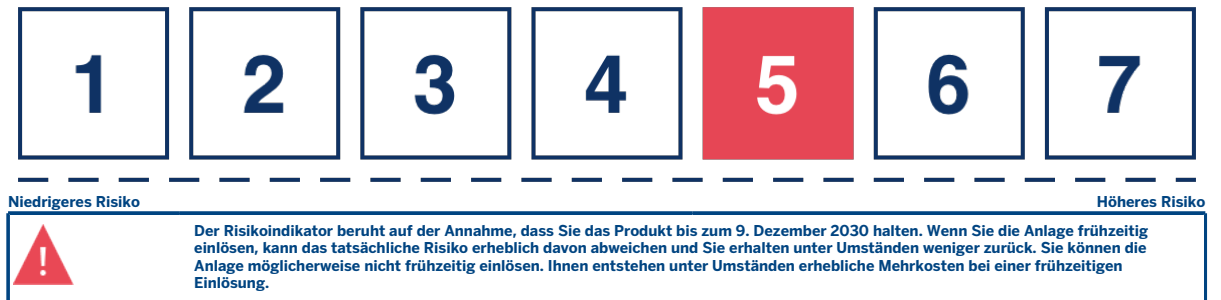 1 2 3 4 5 6 7
Niedrigeres Risiko Höheres Risiko
Der Risikoindikator beruht auf der Annahme, dass Sie das Produkt bis zum 9. Dezember 2030 halten. Wenn Sie die Anlage frühzeitig
einlösen, kann das tatsächliche Risiko erheblich davon abweichen und Sie erhalten unter Umständen weniger zurück. Sie können die
Anlage möglicherweise nicht frühzeitig einlösen. Ihnen entstehen unter Umständen erhebliche Mehrkosten bei einer frühzeitigen
Einlösung.